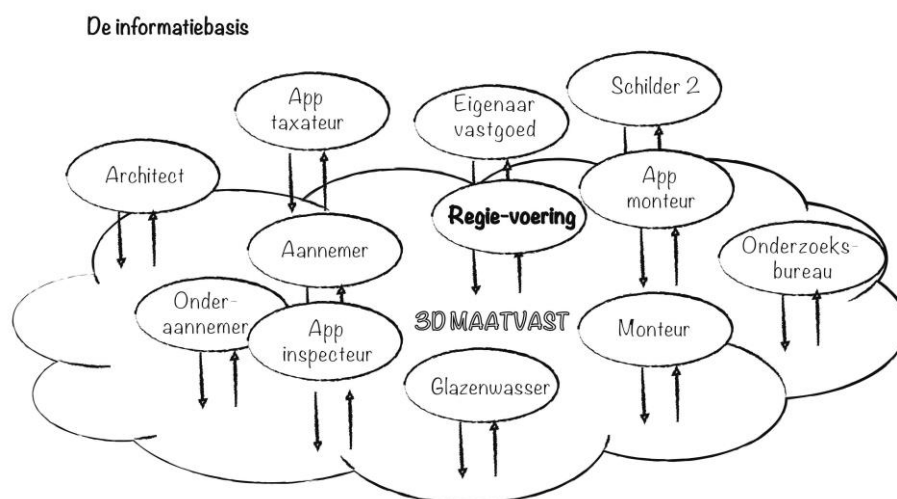 De informatiebasis
Schilder 2
App
taxateur
Eigenaar
vastgoed
Architect
App
monteur
Regie-voering
Aannemer
Onderzoeks-
bureau
Onder-
aannemer
3D MAATVAST
Monteur
App
inspecteur
Glazenwasser